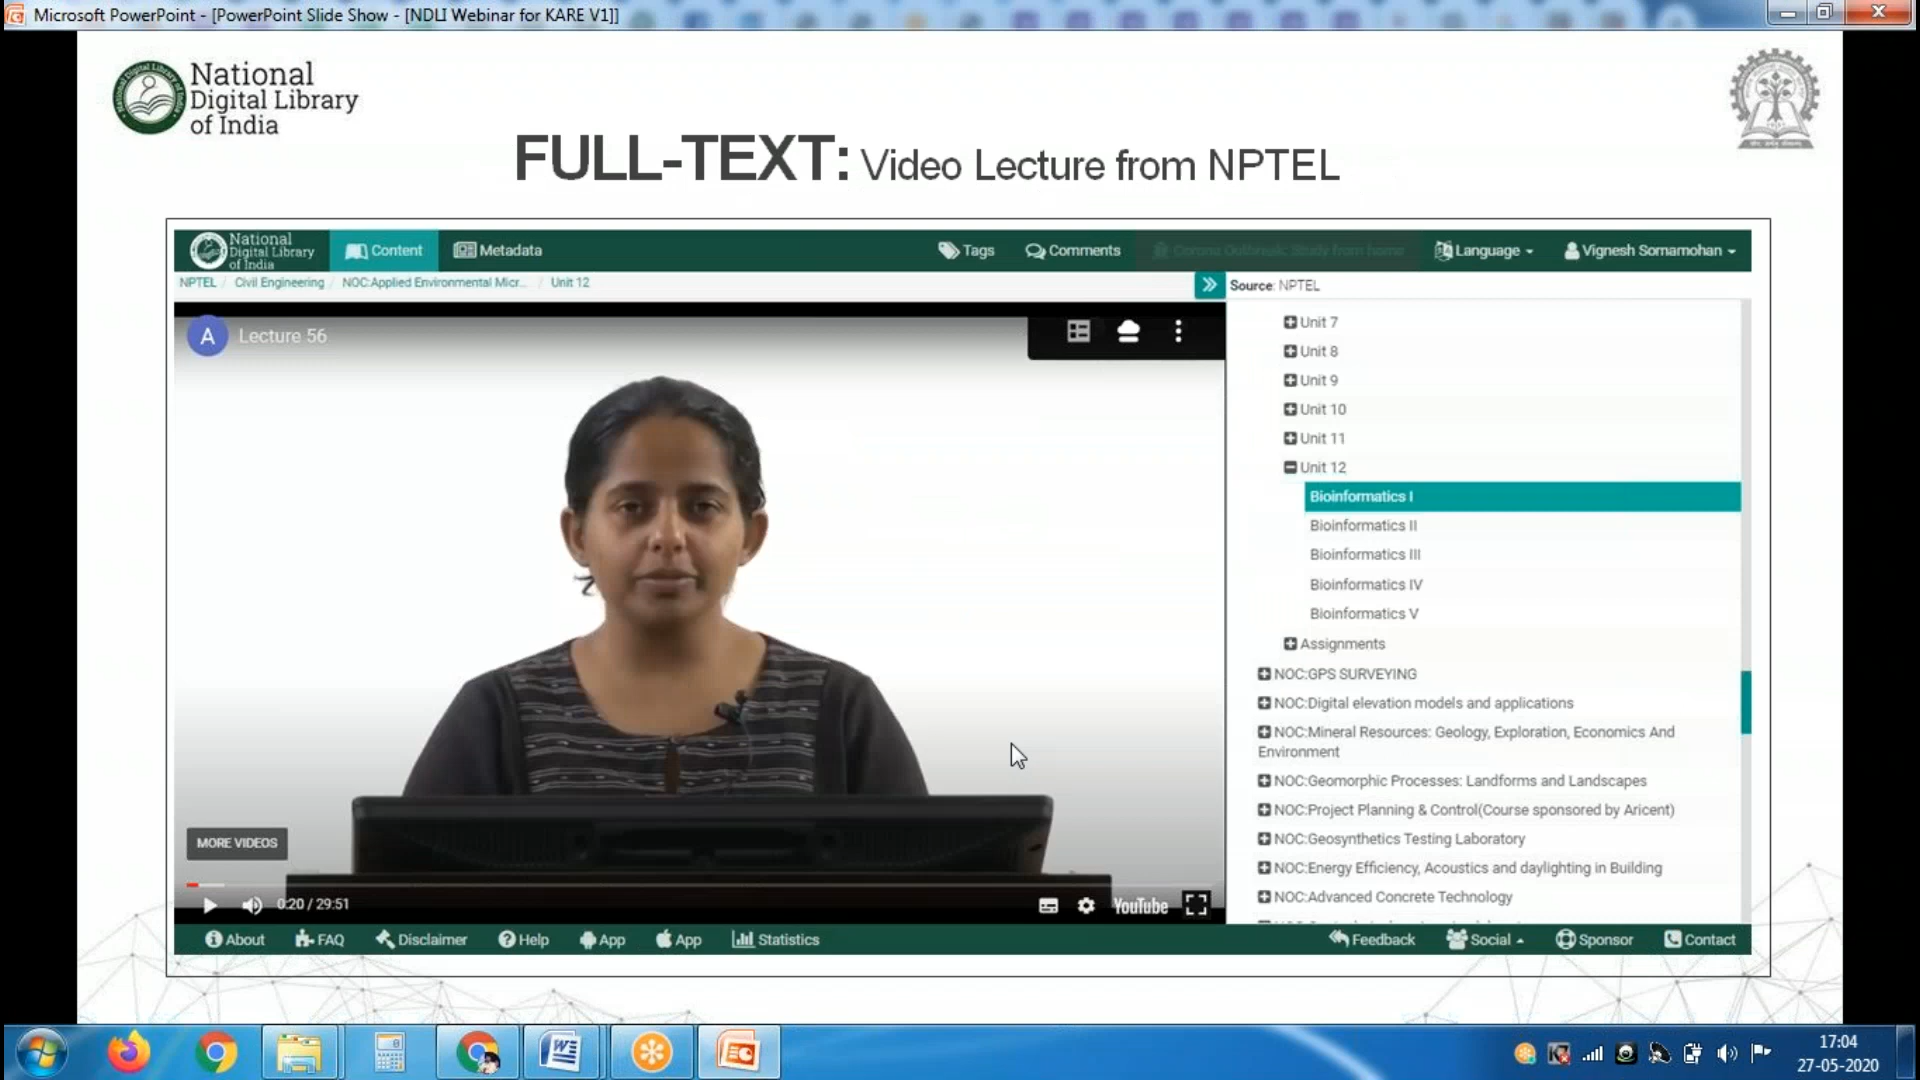 Microsoft PowerPoint - [PowerPoint Slide Show - [NDLI Webinar for KARE V1]]
National
Digital Library
of India
FULL-TEXT: Video Lecture from NPTEL
National
Digital Library
of India
Content
Metadata
Tags
Comments
Corona Outbreak: Study from home
Language
Vignesh Somamohan
NPTEL / Civil Engineering / NOC:Applied Environmental Micr... / Unit 12
Source: NPTEL
A
Lecture 56
Unit 7
Unit 8
Unit 9
Unit 10
Unit 11
Unit 12
Bioinformatics I
Bioinformatics II
Bioinformatics III
Bioinformatics IV
Bioinformatics V
Assignments
NOC:GPS SURVEYING
NOC:Digital elevation models and applications
NOC:Mineral Resources: Geology, Exploration, Economics And
Environment
NOC:Geomorphic Processes: Landforms and Landscapes
NOC:Project Planning & Control(Course sponsored by Aricent)
NOC:Geosynthetics Testing Laboratory
NOC:Energy Efficiency, Acoustics and daylighting in Building
NOC:Advanced Concrete Technology
MORE VIDEOS
0:20 / 29:51
YouTube
About
FAQ
Disclaimer
Help
App
App
Statistics
Feedback
Social
Sponsor
Contact
17:04
27-05-2020